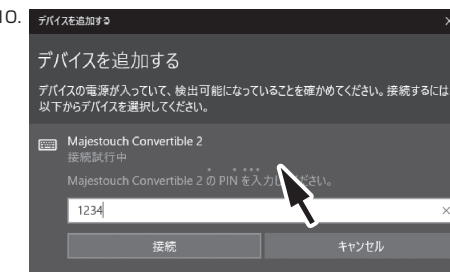 10.
デバイスを追加する
デバイスを追加する
デバイスの電源が入っていて、検出可能になっていることを確かめてください。接続するには
以下からデバイスを選択してください。
Majestouch Convertible 2
接続試行中
Majestouch Convertible 2 の PIN を入力し ださい。
1234
接続 キャンセル